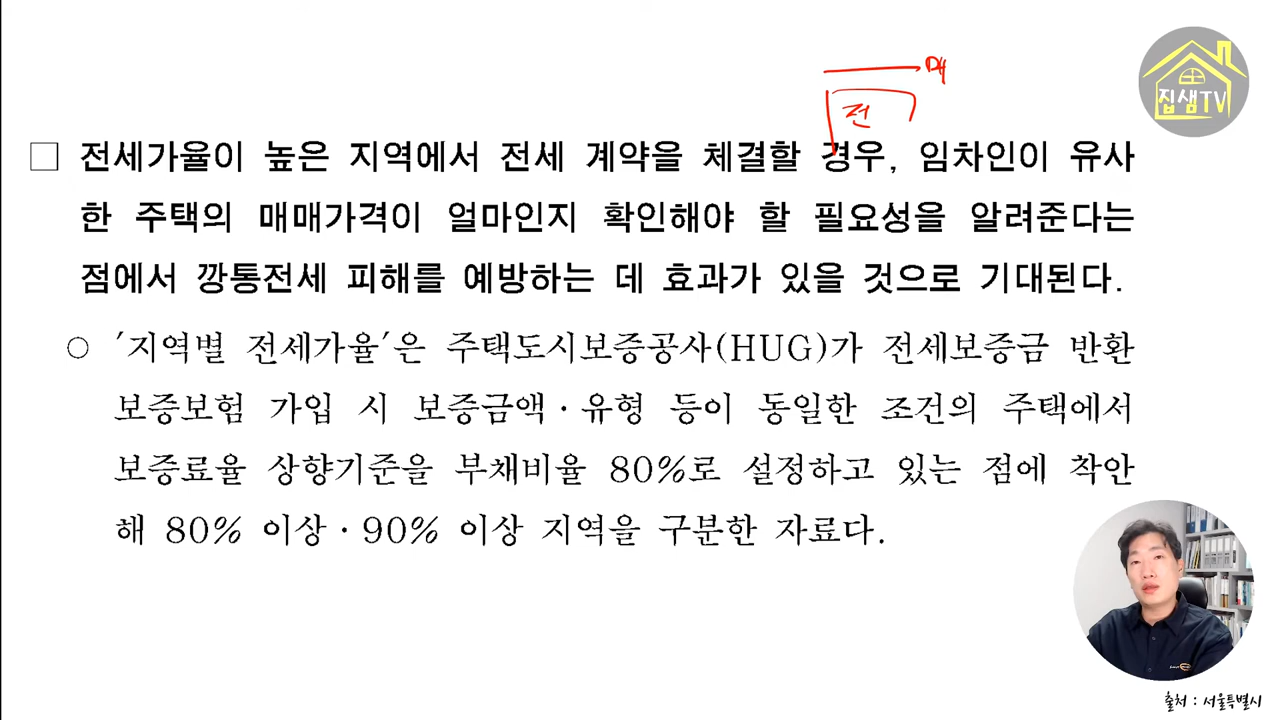 매
전
집샘TV
□ 전세가율이 높은 지역에서 전세 계약을 체결할 경우, 임차인이 유사
한 주택의 매매가격이 얼마인지 확인해야 할 필요성을 알려준다는
점에서 깡통전세 피해를 예방하는 데 효과가 있을 것으로 기대된다.
○ ′지역별 전세가율′은 주택도시보증공사(HUG)가 전세보증금 반환
보증보험 가입 시 보증금액·유형 등이 동일한 조건의 주택에서
보증료율 상향기준을 부채비율 80%로 설정하고 있는 점에 착안
해 80% 이상·90% 이상 지역을 구분한 자료다.
출처 : 서울특별시